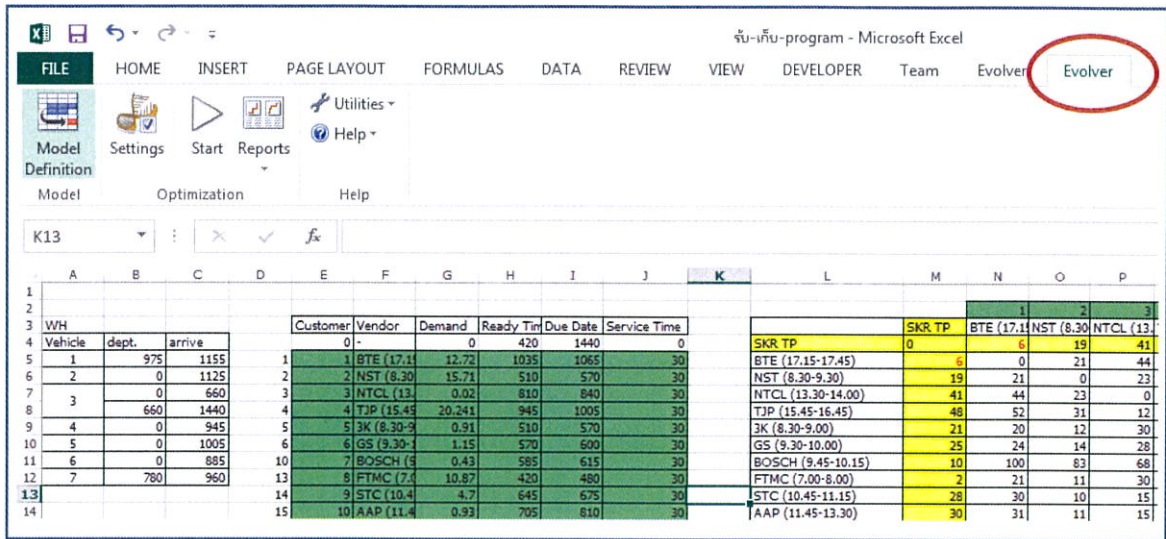 รับ-เก็บ-program - Microsoft Excel
FILE HOME INSERT PAGE LAYOUT FORMULAS DATA REVIEW VIEW DEVELOPER Team Evolver Evolver
Model Definition Settings Start Reports Utilities Help
Model Optimization Help
K13 fx
A B C D E F G H I J K L M N O P
1
2 1 2 3
3 WH Customer Vendor Demand Ready Tim Due Date Service Time SKR TP BTE (17.1 NST (8.30 NTCL (13.
4 Vehicle dept. arrive 0 - 0 420 1440 0 SKR TP 0 6 19 41
5 1 975 1155 1 1 BTE (17.1 12.72 1035 1065 30 BTE (17.15-17.45) 6 0 21 44
6 2 0 1125 2 2 NST (8.30 15.71 510 570 30 NST (8.30-9.30) 19 21 0 23
7 3 0 660 3 3 NTCL (13. 0.02 810 840 30 NTCL (13.30-14.00) 41 44 23 0
8 660 1440 4 4 TJP (15.45 20.241 945 1005 30 TJP (15.45-16.45) 48 52 31 12
9 4 0 945 5 5 3K (8.30-9 0.91 510 570 30 3K (8.30-9.00) 21 20 12 30
10 5 0 1005 6 6 GS (9.30-1 1.15 570 600 30 GS (9.30-10.00) 25 24 14 28
11 6 0 885 10 7 BOSCH (9 0.43 585 615 30 BOSCH (9.45-10.15) 10 100 83 68
12 7 780 960 13 8 FTMC (7.0 10.87 420 480 30 FTMC (7.00-8.00) 2 21 11 30
13 14 9 STC (10.4 4.7 645 675 30 STC (10.45-11.15) 28 30 10 15
14 15 10 AAP (11.4 0.93 705 810 30 AAP (11.45-13.30) 30 31 11 15